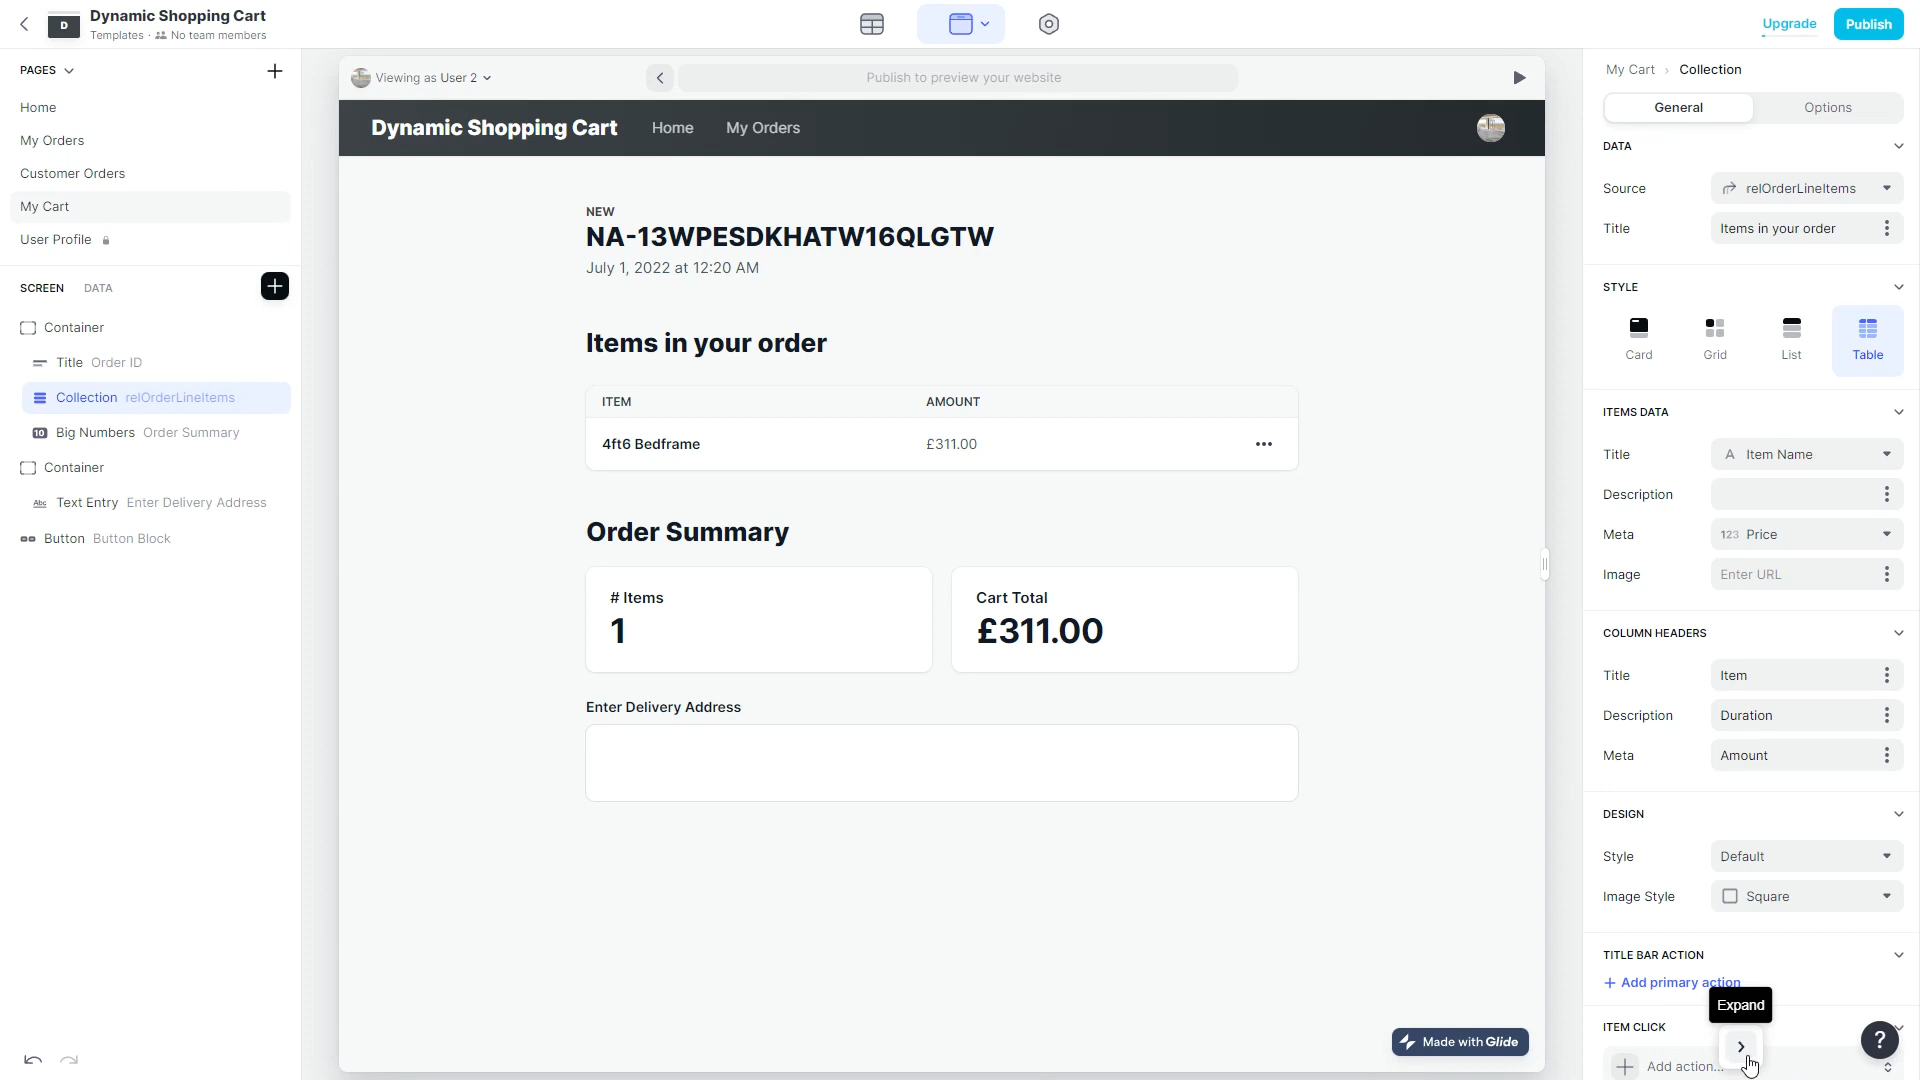 D
Dynamic Shopping Cart
Templates · No team members
Upgrade
Publish
PAGES
Home
My Orders
Customer Orders
My Cart
User Profile
SCREEN DATA
Container
Title Order ID
Collection relOrderLineItems
10 Big Numbers Order Summary
Container
Abc Text Entry Enter Delivery Address
Button Button Block
Viewing as User 2
Publish to preview your website
Dynamic Shopping Cart Home My Orders
NEW
NA-13WPESDKHATW16QLGTW
July 1, 2022 at 12:20 AM
Items in your order
ITEM AMOUNT
4ft6 Bedframe £311.00
Order Summary
# Items
1
Cart Total
£311.00
Enter Delivery Address
Made with Glide
My Cart › Collection
General Options
DATA
Source relOrderLineItems
Title Items in your order
STYLE
Card Grid List Table
ITEMS DATA
Title A Item Name
Description
Meta 123 Price
Image Enter URL
COLUMN HEADERS
Title Item
Description Duration
Meta Amount
DESIGN
Style Default
Image Style Square
TITLE BAR ACTION
+ Add primary action
Expand
ITEM CLICK
Add action...
?